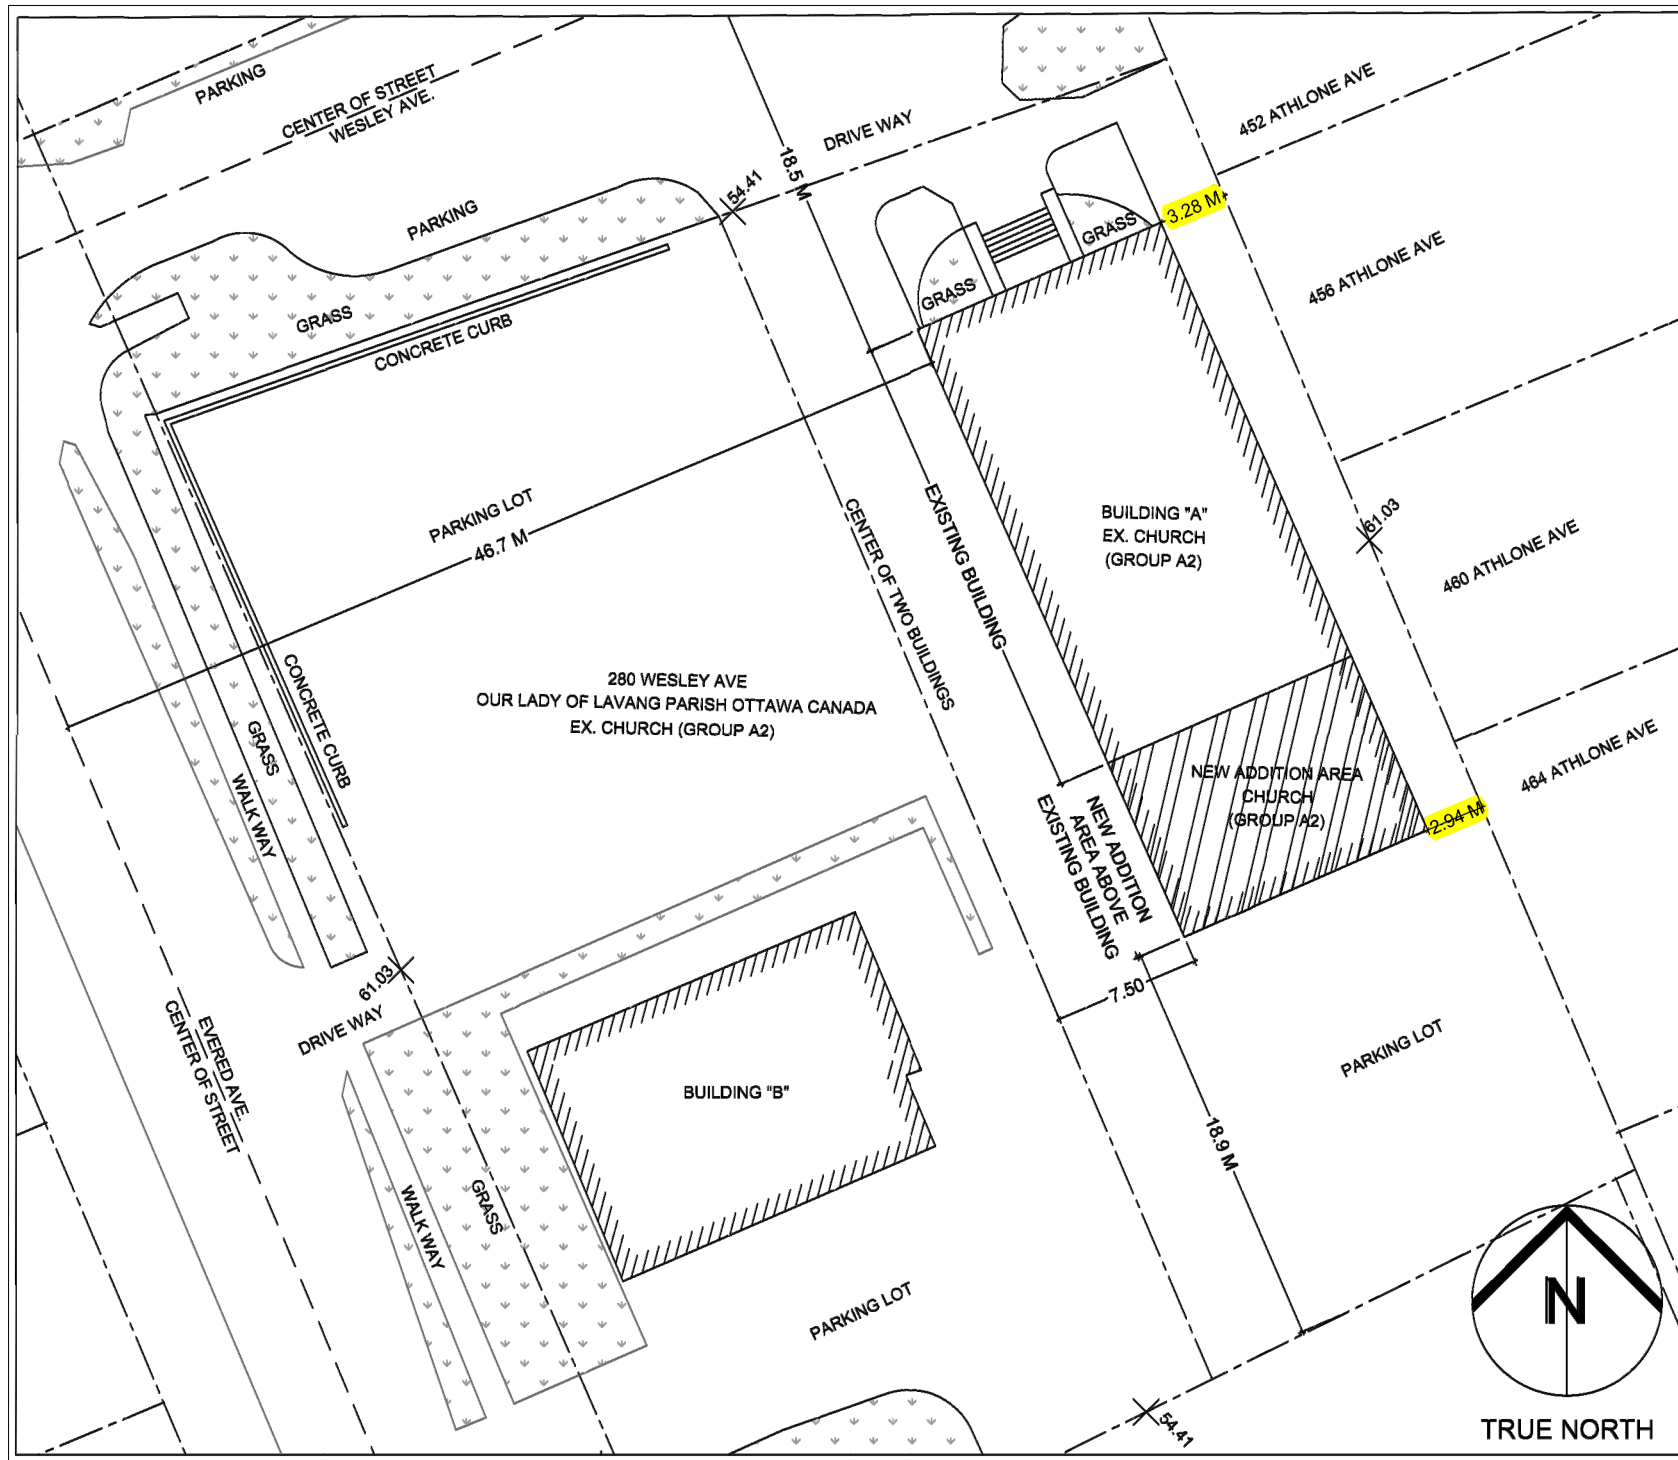 PARKING
CENTER OF STREET
WESLEY AVE.
PARKING
18.5 M
DRIVE WAY
54.41
452 ATHLONE AVE
3.28 M
GRASS
GRASS
456 ATHLONE AVE
GRASS
CONCRETE CURB
PARKING LOT
46.7 M
CENTER OF TWO BUILDINGS
EXISTING BUILDING
BUILDING "A"
EX. CHURCH
(GROUP A2)
61.03
460 ATHLONE AVE
280 WESLEY AVE
OUR LADY OF LAVANG PARISH OTTAWA CANADA
EX. CHURCH (GROUP A2)
CONCRETE CURB
GRASS
WALK WAY
NEW ADDITION AREA
CHURCH
(GROUP A2)
464 ATHLONE AVE
2.94 M
NEW ADDITION
AREA ABOVE
EXISTING BUILDING
61.03
DRIVE WAY
EVERED AVE.
CENTER OF STREET
7.50
PARKING LOT
BUILDING "B"
18.9 M
WALK WAY
GRASS
PARKING LOT
54.41
N
TRUE NORTH